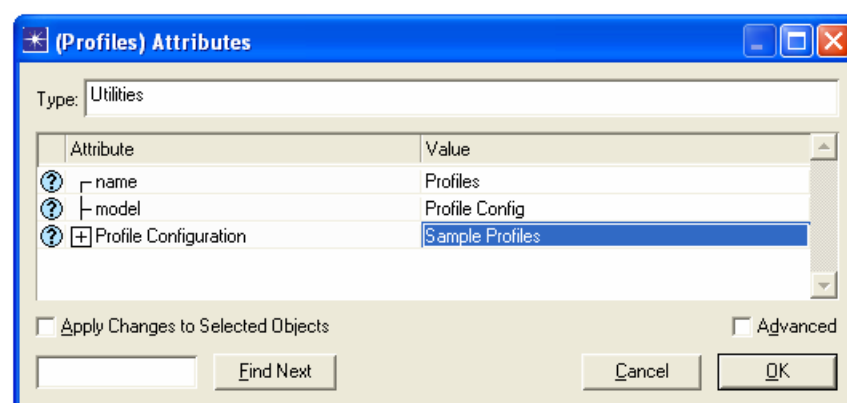 (Profiles) Attributes
Type: Utilities
Attribute Value
name Profiles
model Profile Config
Profile Configuration Sample Profiles
Apply Changes to Selected Objects Advanced
Find Next Cancel OK